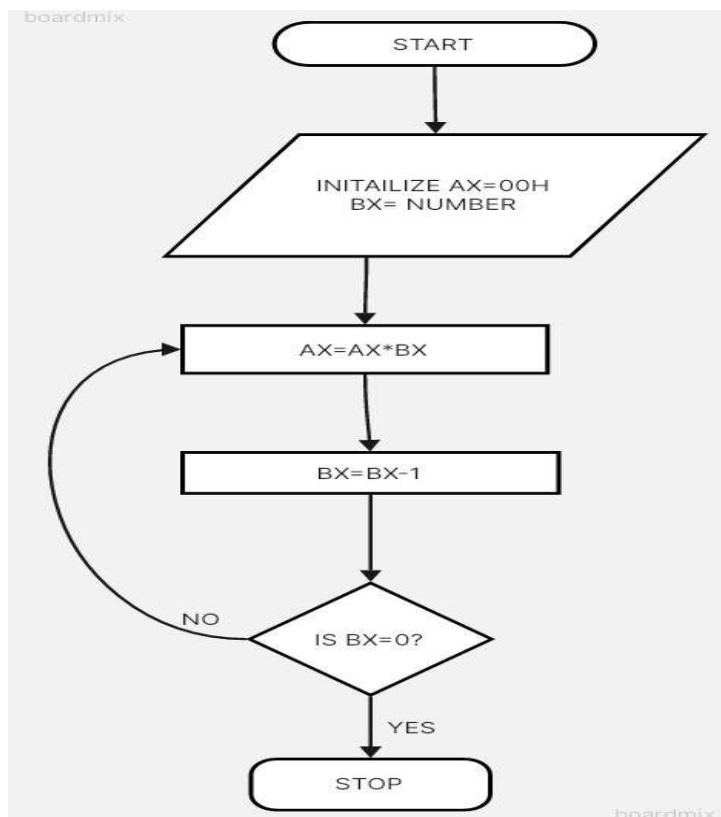 boardmix
START
INITAILIZE AX=00H
BX= NUMBER
AX=AX*BX
BX=BX-1
NO
IS BX=0?
YES
STOP
boardmix